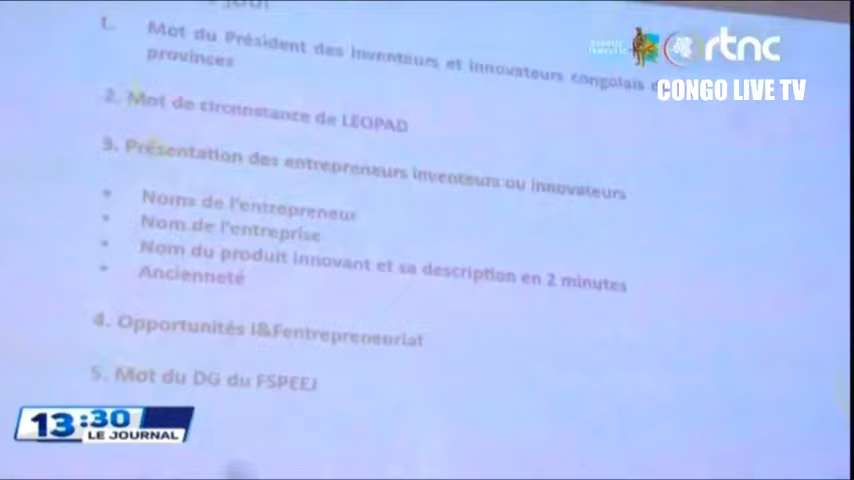 1. Mot du Président des inventeurs et innovateurs congolais
provinces
2. Mot de circonstance de LEOPAD
3. Présentation des entrepreneurs inventeurs ou innovateurs
• Noms de l'entrepreneur
• Nom de l'entreprise
• Nom du produit innovant et sa description en 2 minutes
• Ancienneté
4. Opportunités I&Fentrepreneuriat
5. Mot du DG du FSPEEJ
rtnc
CONGO LIVE TV
13:30
LE JOURNAL